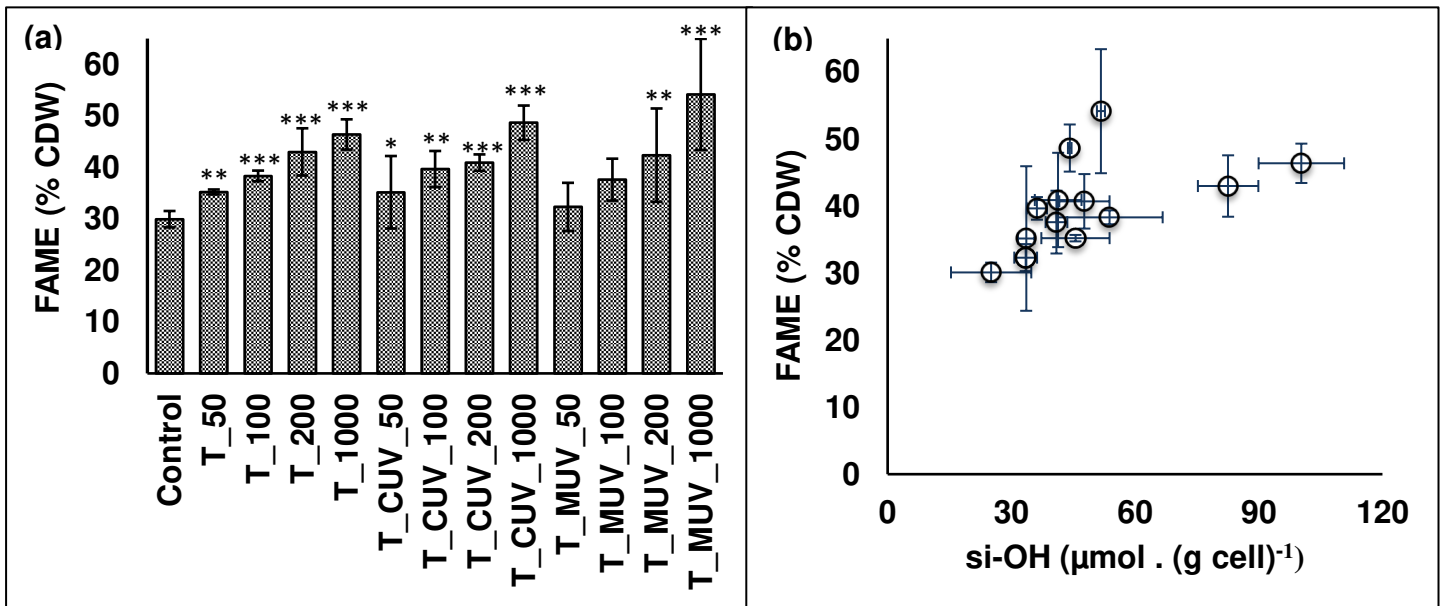 (a)
FAME (% CDW)
60
50
40
30
20
10
0
**
***
***
***
*
**
***
***
**
***
Control
T_50
T_100
T_200
T_1000
T_CUV_50
T_CUV_100
T_CUV_200
T_CUV_1000
T_MUV_50
T_MUV_100
T_MUV_200
T_MUV_1000
(b)
FAME (% CDW)
60
50
40
30
20
10
0
0 30 60 90 120
si-OH (μmol . (g cell)-1)